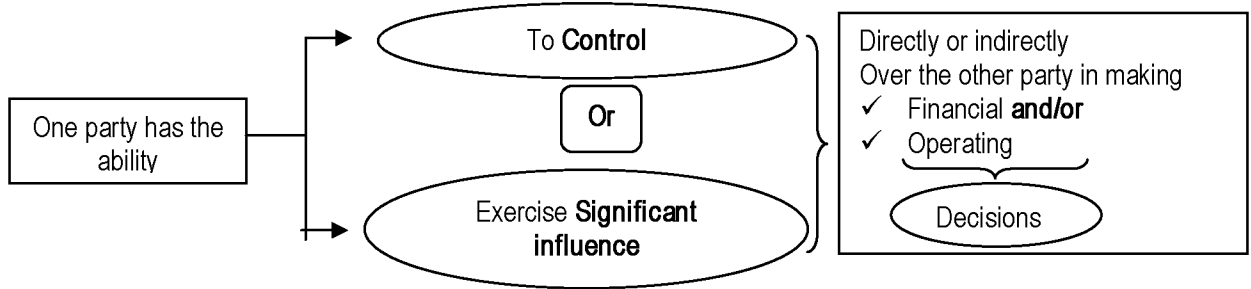 One party has the
ability
To Control
Or
Exercise Significant
influence
Directly or indirectly
Over the other party in making
✓ Financial and/or
✓ Operating
Decisions